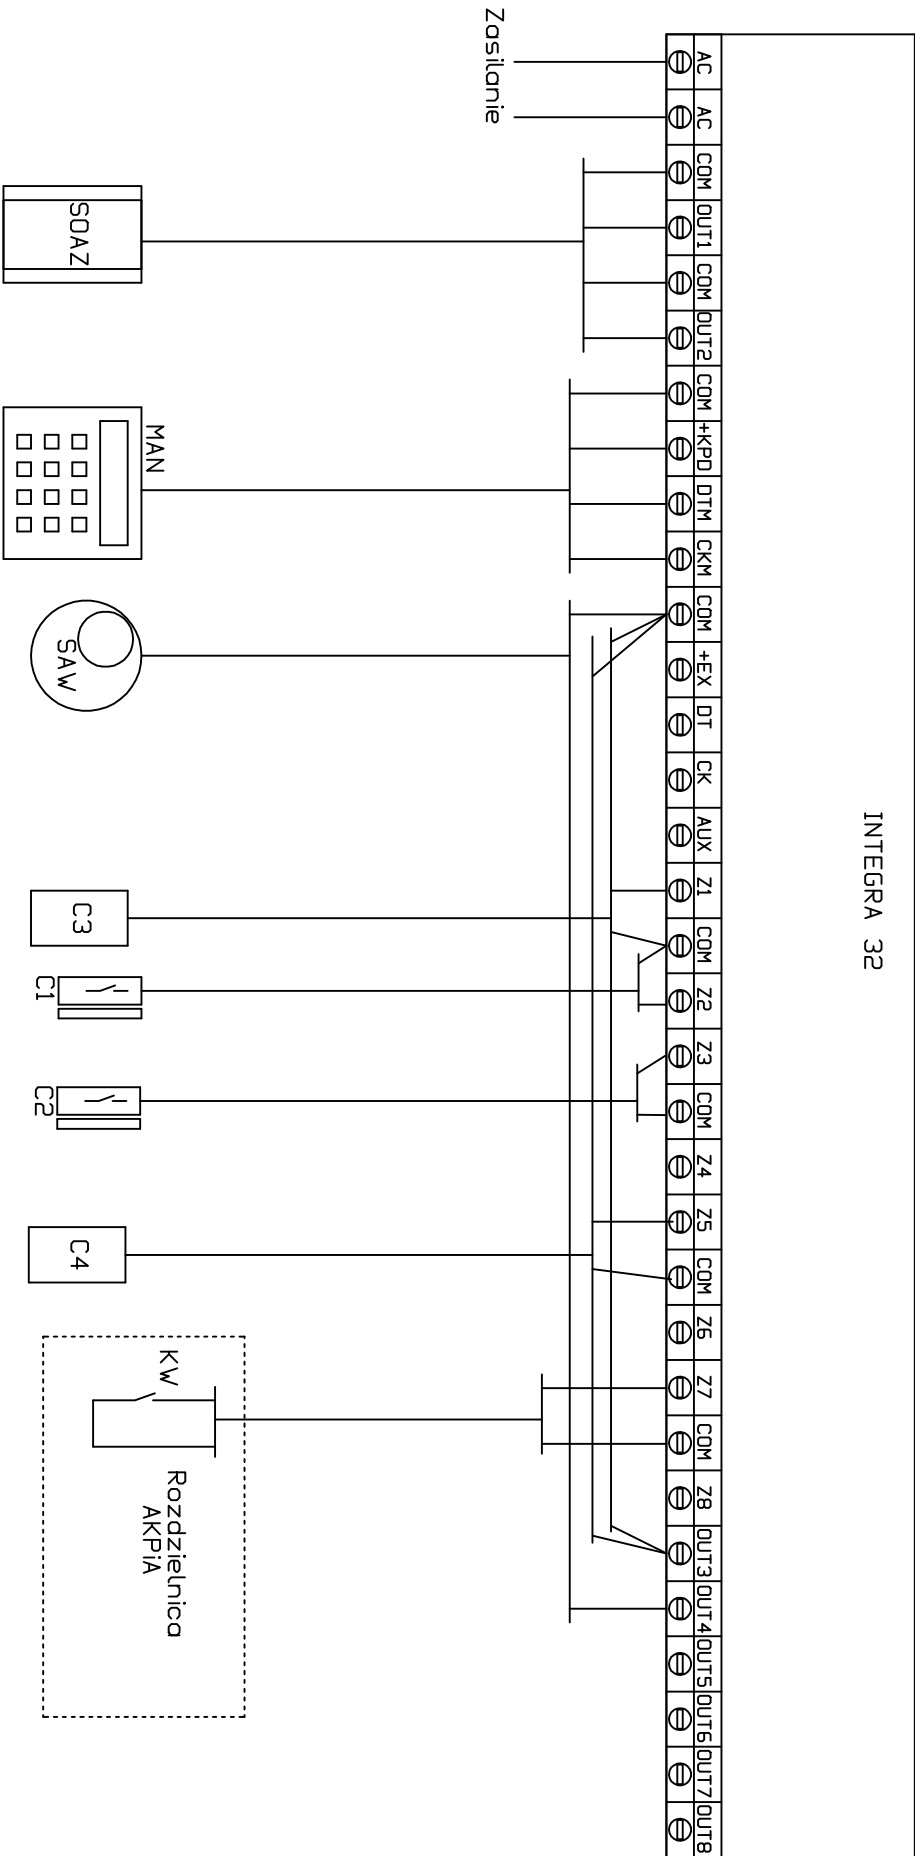 INTEGRA 32
AC
AC
COM
OUT1
COM
OUT2
COM
+KPD
DTM
CKM
COM
+EX
DT
CK
AUX
Z1
COM
Z2
Z3
COM
Z4
Z5
COM
Z6
Z7
COM
Z8
OUT3
OUT4
OUT5
OUT6
OUT7
OUT8
Zasilanie
SOAZ
MAN
SAW
C3
C1
C2
C4
KW
Rozdzielnica
AKPiA